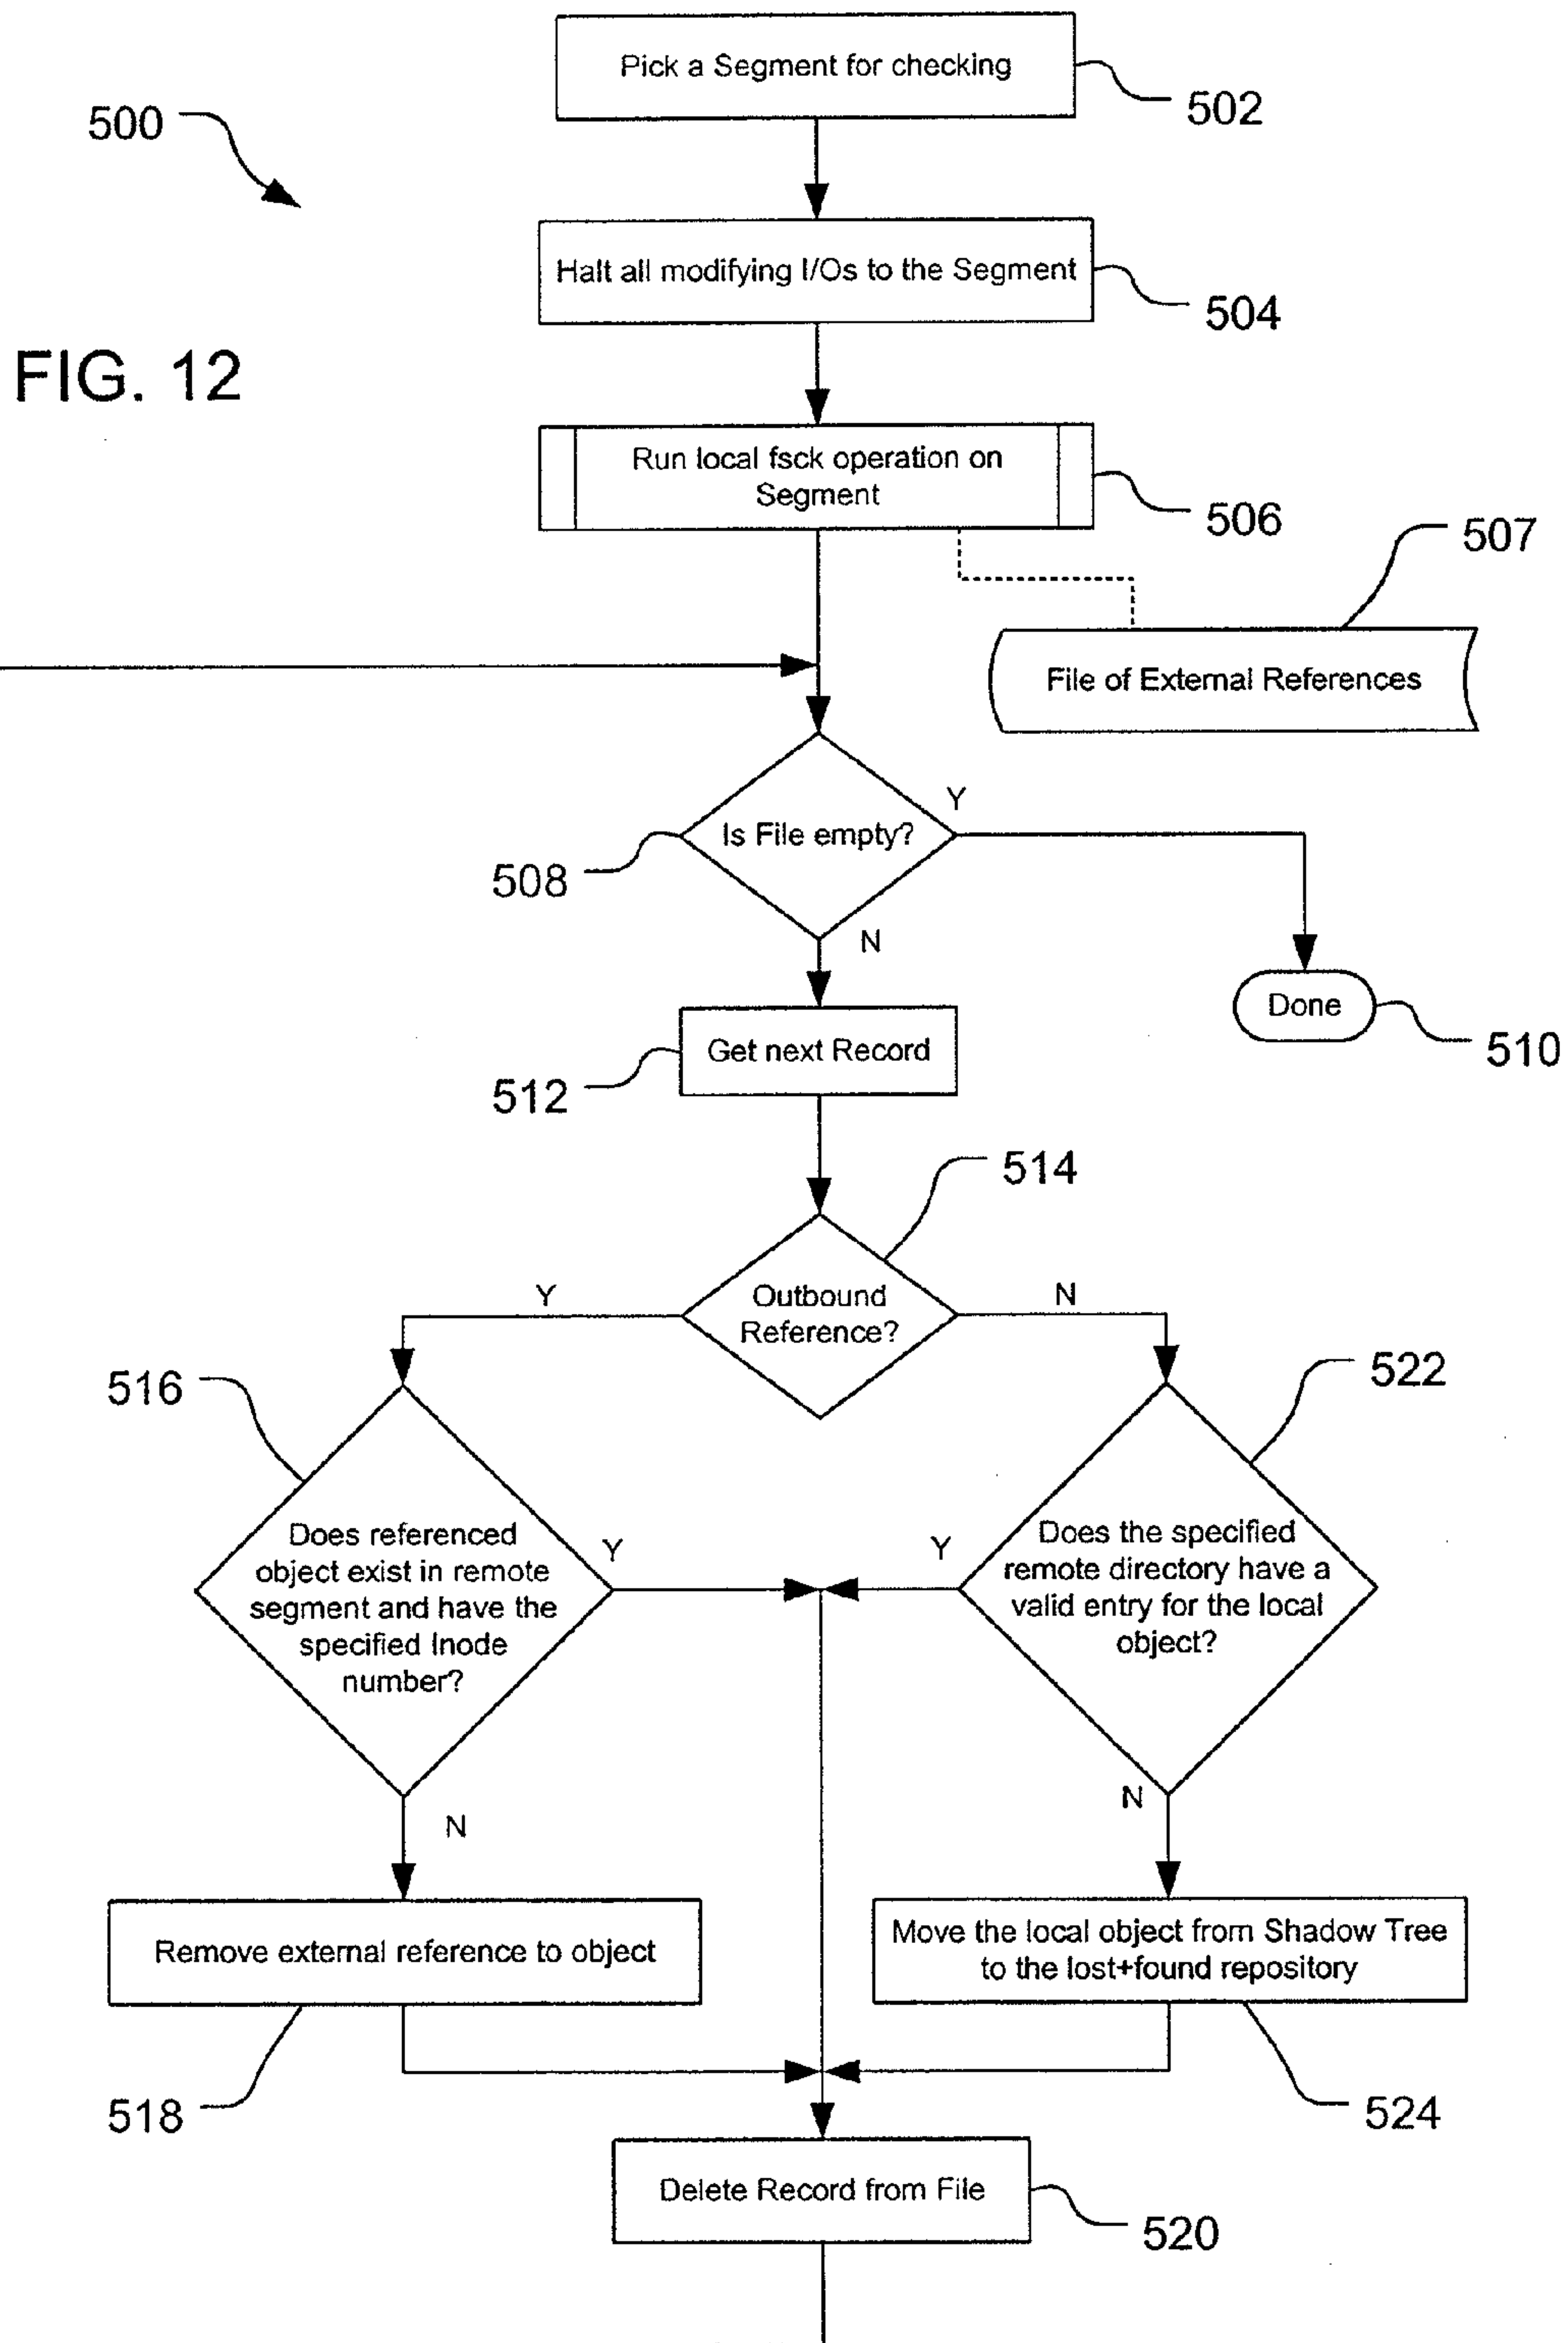 Pick a Segment for checking
502
500
Halt all modifying I/Os to the Segment
504
FIG. 12
Run local fsck operation on
Segment
506
507
File of External References
Is File empty?
Y
508
N
Done
510
Get next Record
512
514
Outbound
Reference?
Y
N
516
522
Does referenced
object exist in remote
segment and have the
specified Inode
number?
Y
N
Does the specified
remote directory have a
valid entry for the local
object?
Y
N
Remove external reference to object
518
Move the local object from Shadow Tree
to the lost+found repository
524
Delete Record from File
520